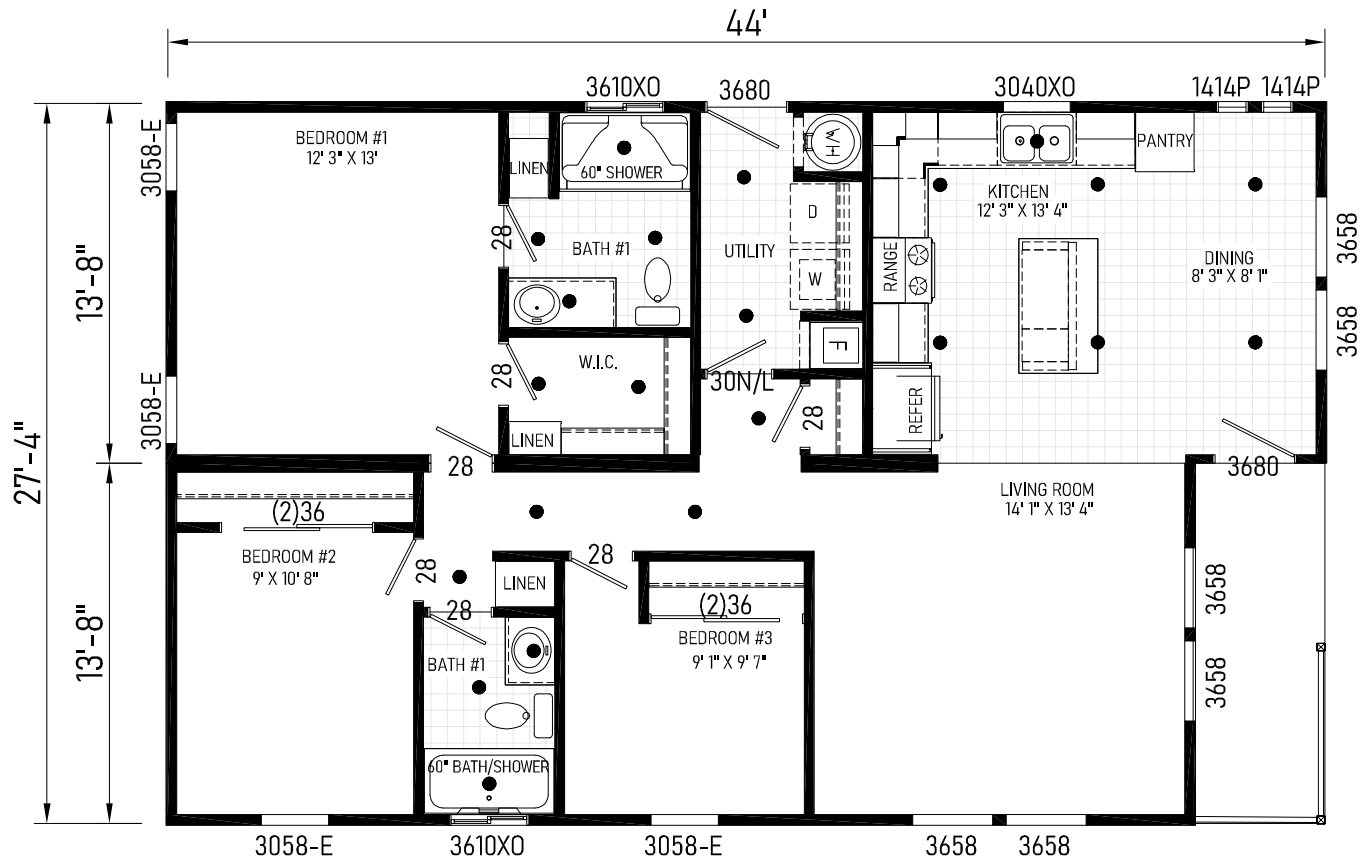 44'
3610XO
3680
3040XO
1414P
1414P
3058-E
BEDROOM #1
12' 3" X 13'
LINEN
60" SHOWER
WH
PANTRY
KITCHEN
12' 3" X 13' 4"
28
BATH #1
UTILITY
D
W
RANGE
DINING
8' 3" X 8' 1"
3658
13'-8"
27'-4"
3658
W.I.C.
F
28
30N/L
3058-E
LINEN
28
REFER
28
3680
LIVING ROOM
14' 1" X 13' 4"
(2)36
BEDROOM #2
9' X 10' 8"
28
LINEN
28
28
(2)36
BEDROOM #3
9' 1" X 9' 7"
3658
13'-8"
BATH #1
3658
60" BATH/SHOWER
3058-E
3610XO
3058-E
3658
3658